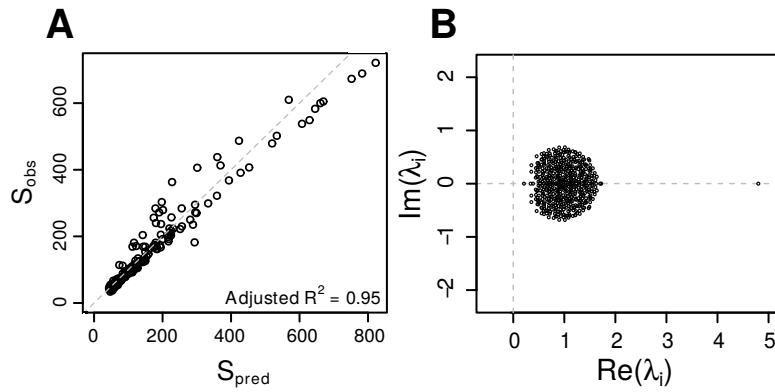 A
S_obs
0 200 400 600
Adjusted R² = 0.95
0 200 400 600 800
S_pred
B
Im(λ_i)
-2 -1 0 1 2
0 1 2 3 4 5
Re(λ_i)